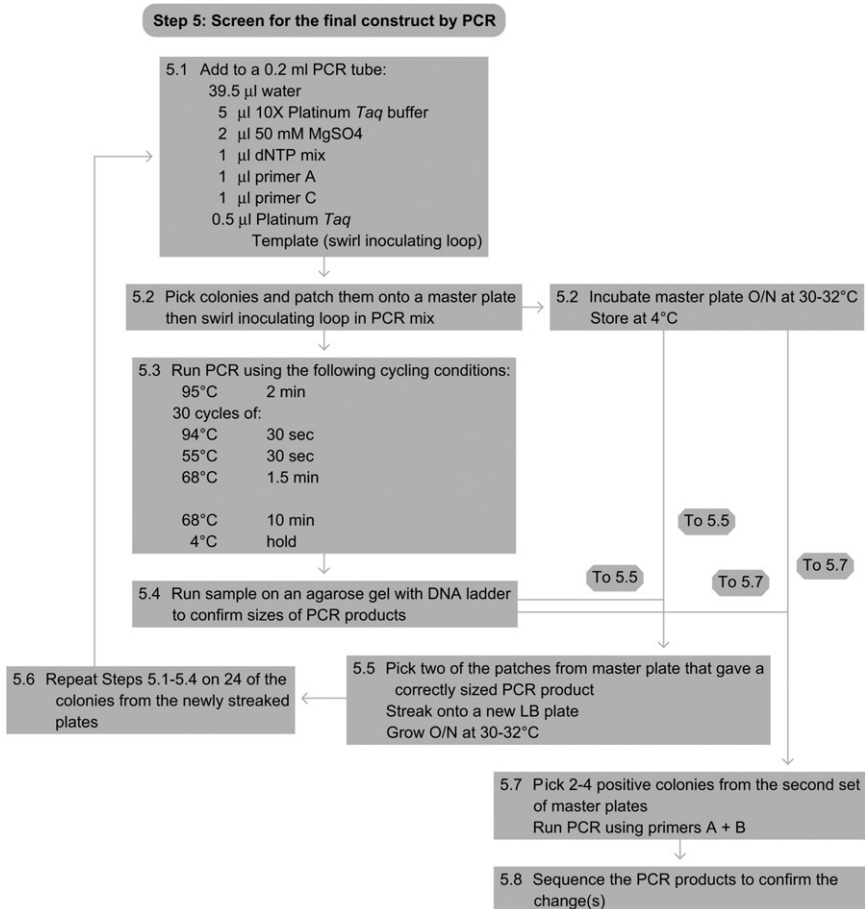 Step 5: Screen for the final construct by PCR
5.1 Add to a 0.2 ml PCR tube:
39.5 µl water
5 µl 10X Platinum Taq buffer
2 µl 50 mM MgSO4
1 µl dNTP mix
1 µl primer A
1 µl primer C
0.5 µl Platinum Taq
Template (swirl inoculating loop)
5.2 Pick colonies and patch them onto a master plate
then swirl inoculating loop in PCR mix
5.2 Incubate master plate O/N at 30-32°C
Store at 4°C
5.3 Run PCR using the following cycling conditions:
95°C 2 min
30 cycles of:
94°C 30 sec
55°C 30 sec
68°C 1.5 min
68°C 10 min
4°C hold
To 5.5
To 5.7
To 5.5
To 5.7
5.4 Run sample on an agarose gel with DNA ladder
to confirm sizes of PCR products
5.5 Pick two of the patches from master plate that gave a
correctly sized PCR product
Streak onto a new LB plate
Grow O/N at 30-32°C
5.6 Repeat Steps 5.1-5.4 on 24 of the
colonies from the newly streaked
plates
5.7 Pick 2-4 positive colonies from the second set
of master plates
Run PCR using primers A + B
5.8 Sequence the PCR products to confirm the
change(s)